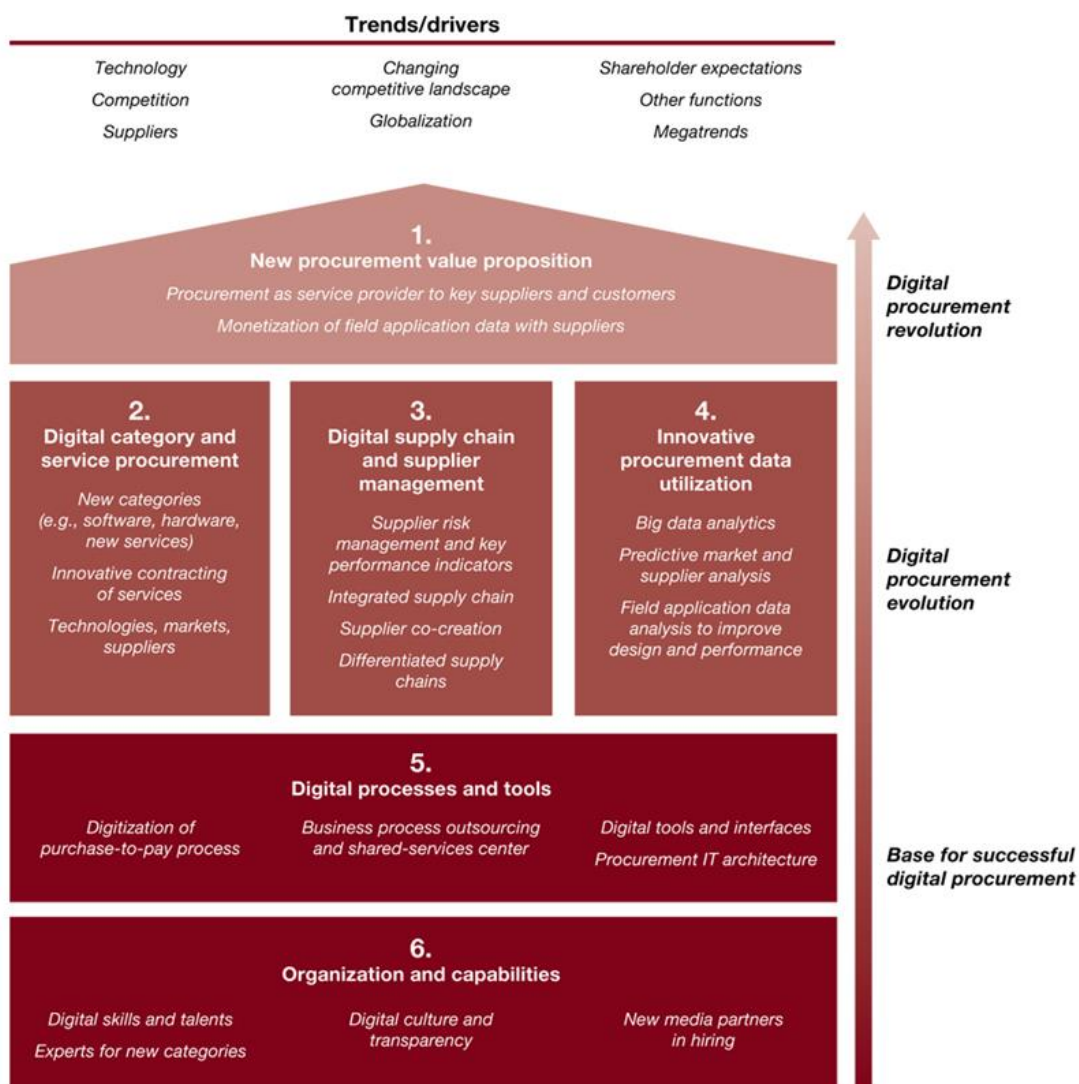 Trends/drivers
Technology
Competition
Suppliers
Changing
competitive landscape
Globalization
Shareholder expectations
Other functions
Megatrends
1.
New procurement value proposition
Procurement as service provider to key suppliers and customers
Monetization of field application data with suppliers
Digital
procurement
revolution
2.
Digital category and
service procurement
New categories
(e.g., software, hardware,
new services)
Innovative contracting
of services
Technologies, markets,
suppliers
3.
Digital supply chain
and supplier
management
Supplier risk
management and key
performance indicators
Integrated supply chain
Supplier co-creation
Differentiated supply
chains
4.
Innovative
procurement data
utilization
Big data analytics
Predictive market and
supplier analysis
Field application data
analysis to improve
design and performance
Digital
procurement
evolution
5.
Digital processes and tools
Digitization of
purchase-to-pay process
Business process outsourcing
and shared-services center
Digital tools and interfaces
Procurement IT architecture
Base for successful
digital procurement
6.
Organization and capabilities
Digital skills and talents
Experts for new categories
Digital culture and
transparency
New media partners
in hiring